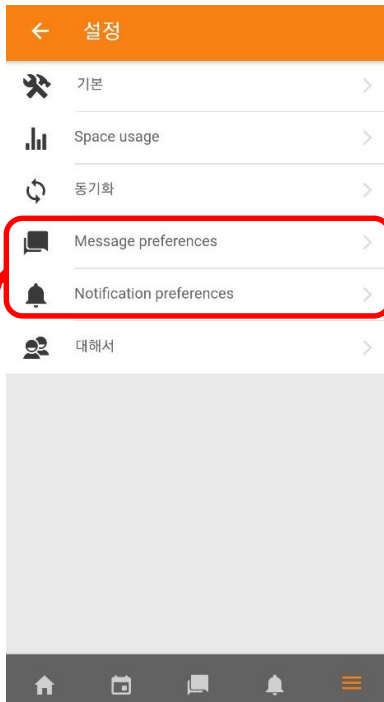 설정
기본
Space usage
동기화
Message preferences
Notification preferences
대해서